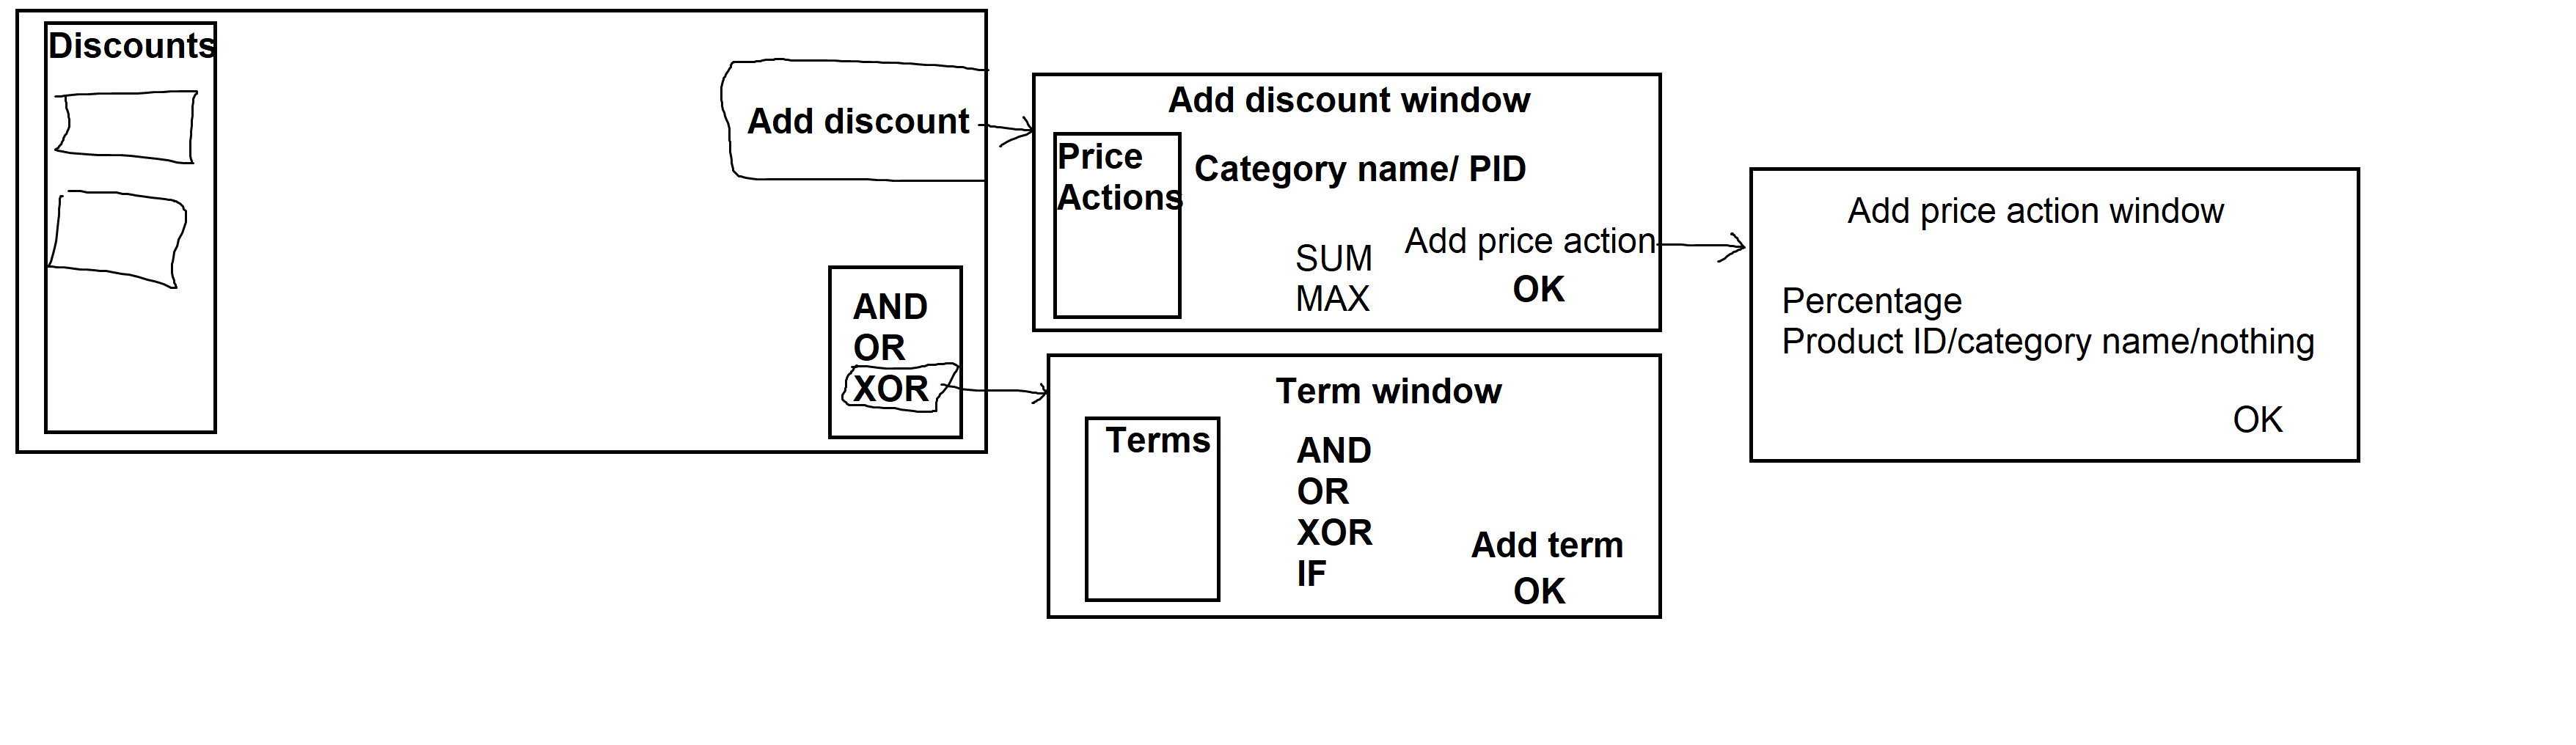 Discounts
Add discount
AND
OR
XOR
Add discount window
Price
Actions
Category name/ PID
SUM
MAX
Add price action
OK
Term window
Terms
AND
OR
XOR
IF
Add term
OK
Add price action window
Percentage
Product ID/category name/nothing
OK